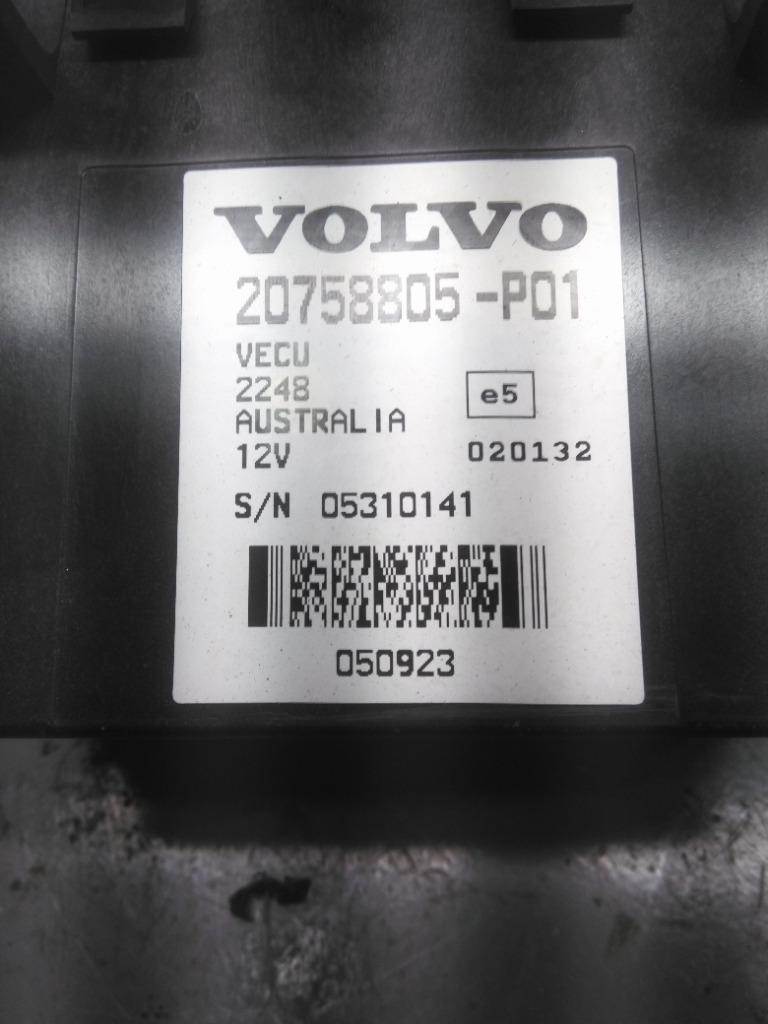 VOLVO
20758805-P01
VECU
2248
e5
AUSTRALIA
12V
020132
S/N 05310141
050923